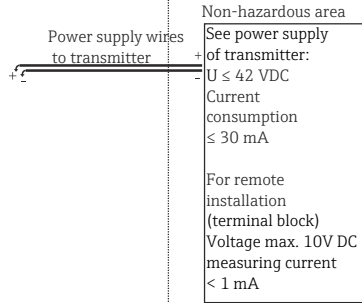 Non-hazardous area
Power supply wires
to transmitter
+
-
+
-
See power supply
of transmitter:
U ≤ 42 VDC
Current
consumption
≤ 30 mA
For remote
installation
(terminal block)
Voltage max. 10V DC
measuring current
< 1 mA